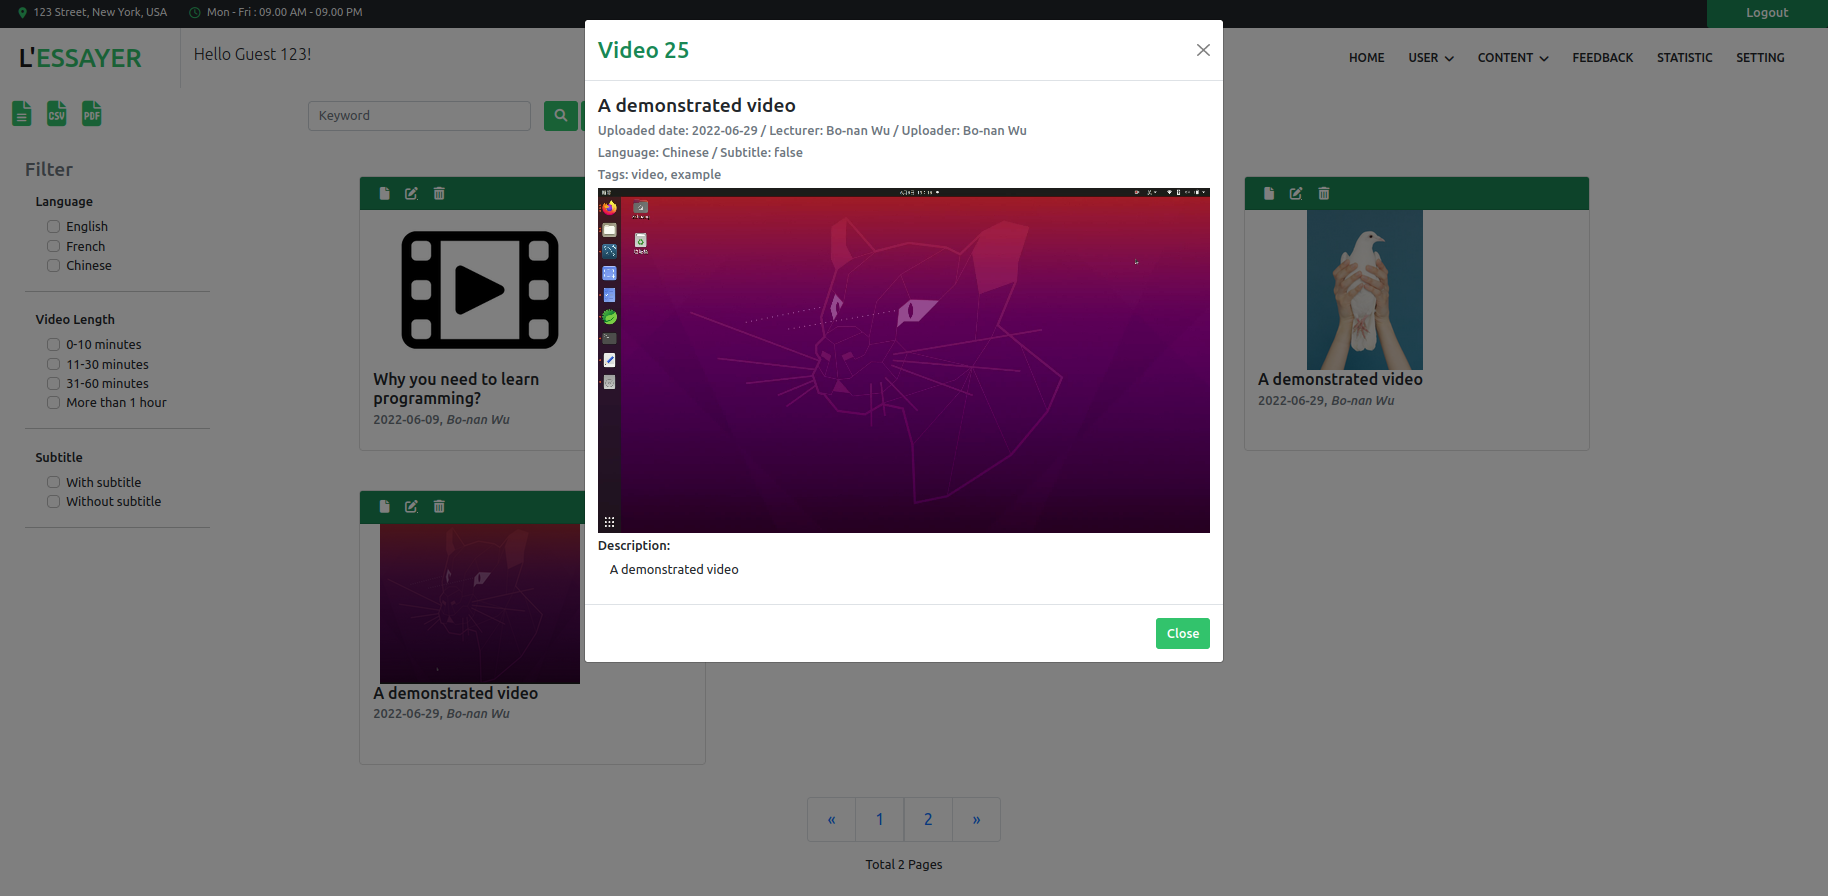 123 Street, New York, USA
Mon - Fri : 09.00 AM - 09.00 PM
Logout
L'ESSAYER
Hello Guest 123!
HOME
USER
CONTENT
FEEDBACK
STATISTIC
SETTING
CSV
PDF
Keyword
Filter
Language
English
French
Chinese
Video Length
0-10 minutes
11-30 minutes
31-60 minutes
More than 1 hour
Subtitle
With subtitle
Without subtitle
Why you need to learn
programming?
2022-06-09, Bo-nan Wu
A demonstrated video
2022-06-29, Bo-nan Wu
A demonstrated video
2022-06-29, Bo-nan Wu
Video 25
A demonstrated video
Uploaded date: 2022-06-29 / Lecturer: Bo-nan Wu / Uploader: Bo-nan Wu
Language: Chinese / Subtitle: false
Tags: video, example
Description:
A demonstrated video
Close
« 1 2 »
Total 2 Pages